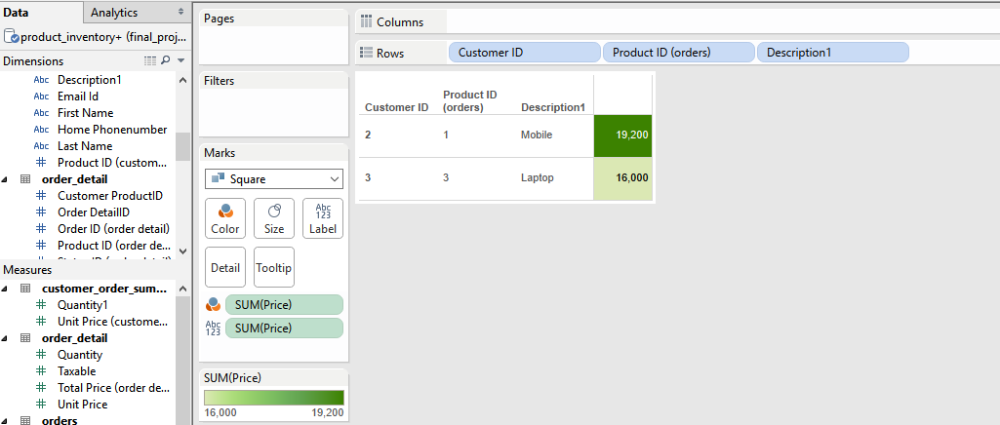 Data
Analytics
product_inventory+ (final_proj...
Dimensions
Abc Description1
Abc Email Id
Abc First Name
Abc Home Phonenumber
Abc Last Name
# Product ID (custom...
order_detail
# Customer ProductID
# Order DetailID
# Order ID (order detail)
# Product ID (order de...
Measures
customer_order_sum...
# Quantity1
# Unit Price (custome...
order_detail
# Quantity
# Taxable
# Total Price (order de...
# Unit Price
orders
Pages
Filters
Marks
Square
Color
Size
Abc
123
Label
Detail
Tooltip
SUM(Price)
Abc
123
SUM(Price)
SUM(Price)
16,000 19,200
Columns
Rows Customer ID Product ID (orders) Description1
Customer ID Product ID
(orders) Description1
2 1 Mobile 19,200
3 3 Laptop 16,000